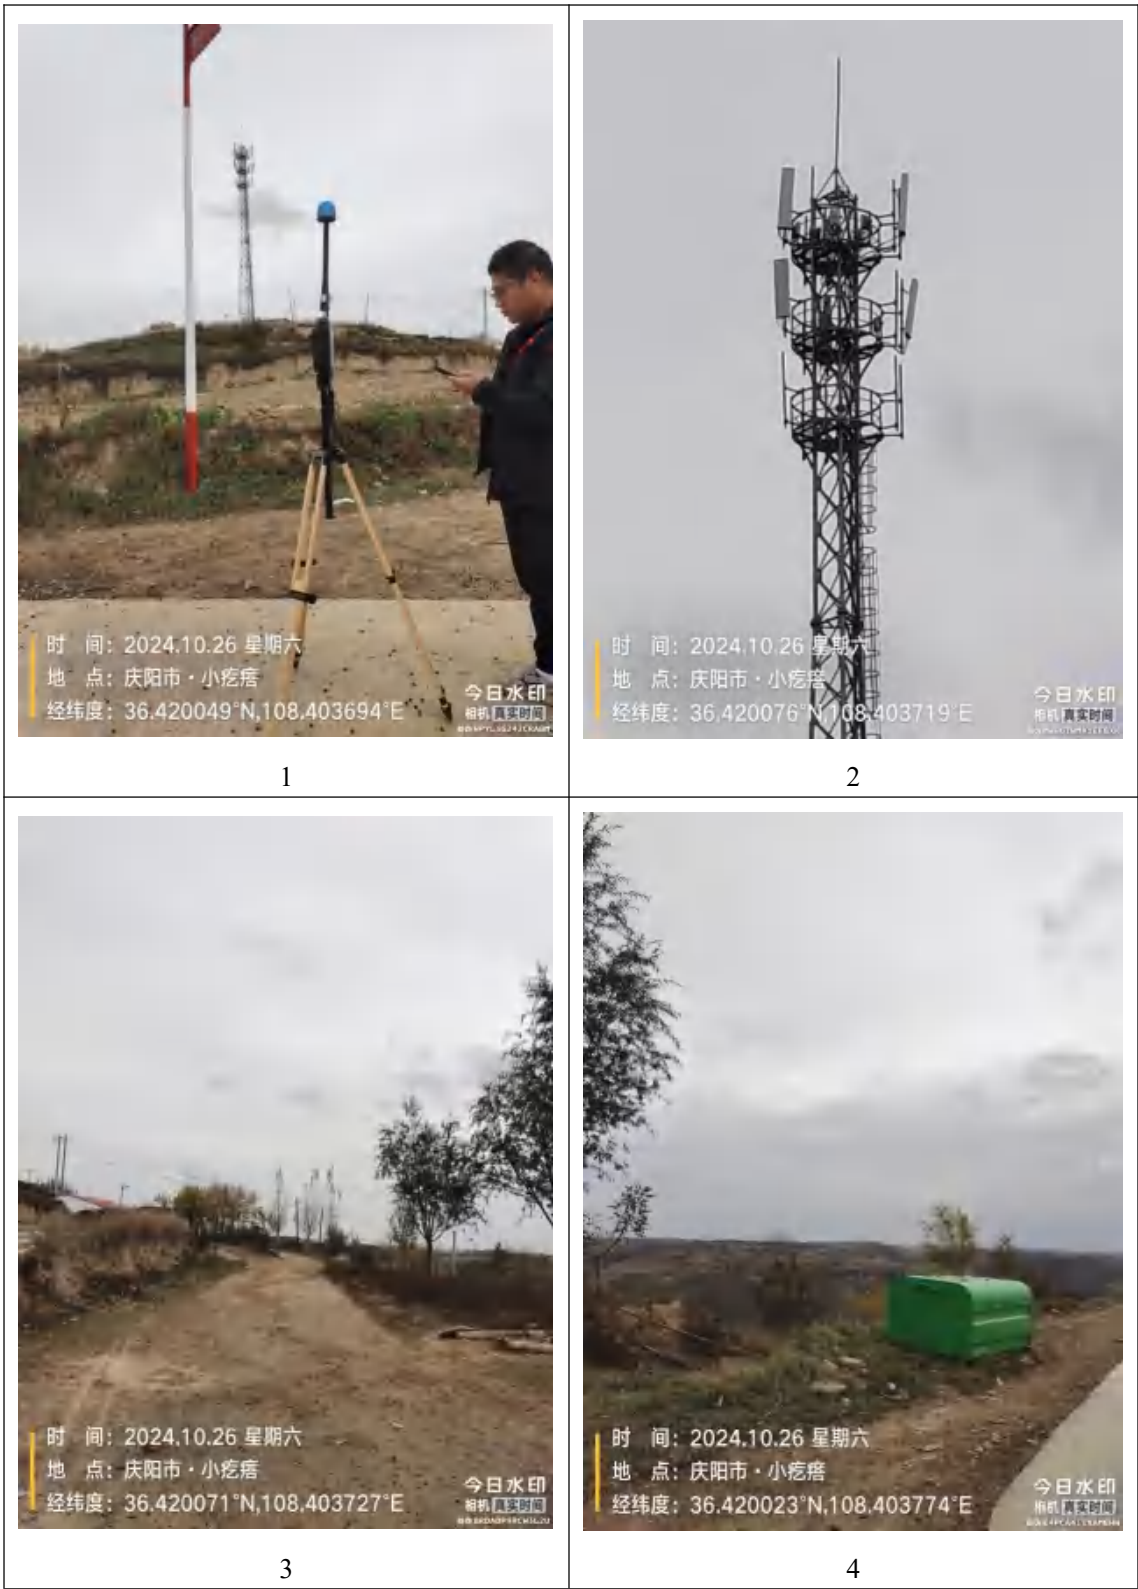 时 间：2024.10.26 星期六
地 点：庆阳市·小疙瘩
经纬度：36.420049°N,108.403694°E
今日水印
相机 真实时间
1
时 间：2024.10.26 星期六
地 点：庆阳市·小疙瘩
经纬度：36.420076°N,108.403719°E
今日水印
相机 真实时间
2
时 间：2024.10.26 星期六
地 点：庆阳市·小疙瘩
经纬度：36.420071°N,108.403727°E
今日水印
相机 真实时间
3
时 间：2024.10.26 星期六
地 点：庆阳市·小疙瘩
经纬度：36.420023°N,108.403774°E
今日水印
相机 真实时间
4